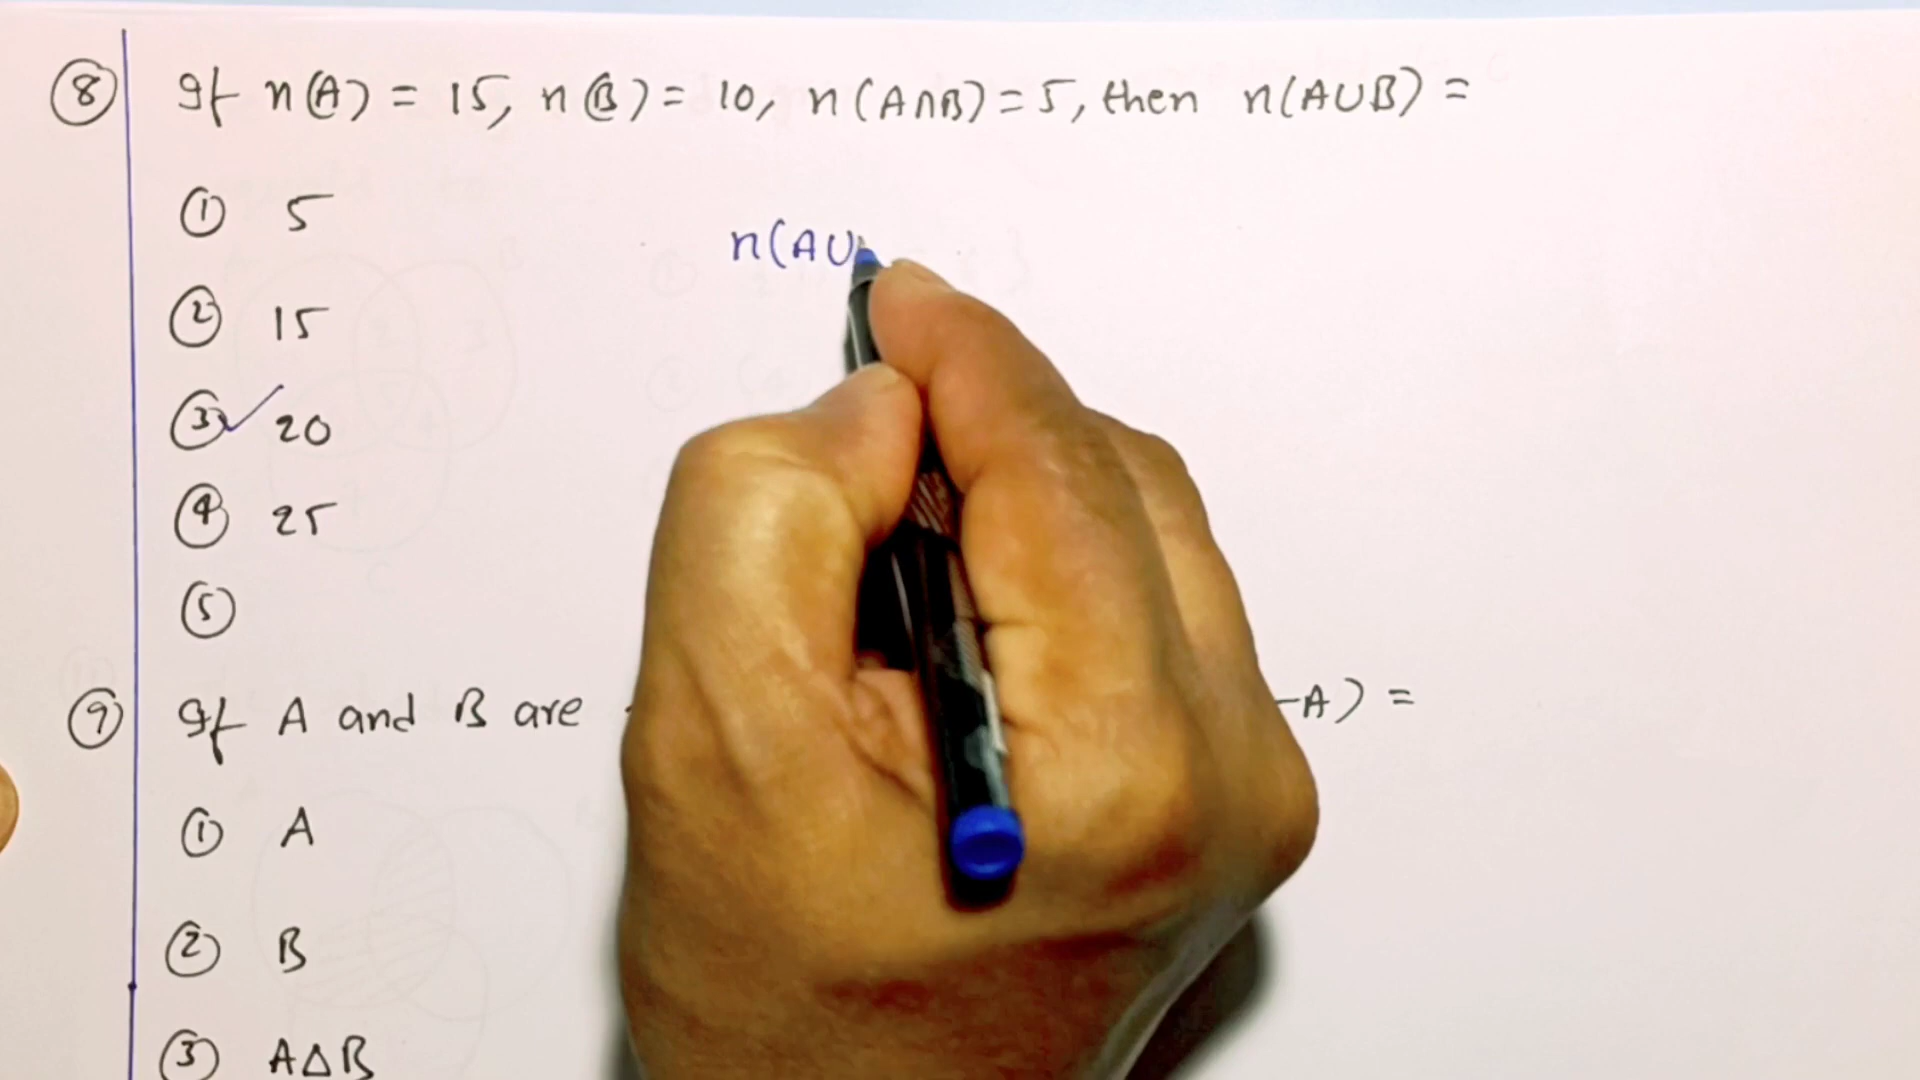 ⑧ If n(A) = 15, n(B) = 10, n(A∩B) = 5, then n(A∪B) =
① 5
n(A∪
② 15
③ ✓ 20
④ 25
⑤
⑨ If A and B are -A) =
① A
② B
③ A△B